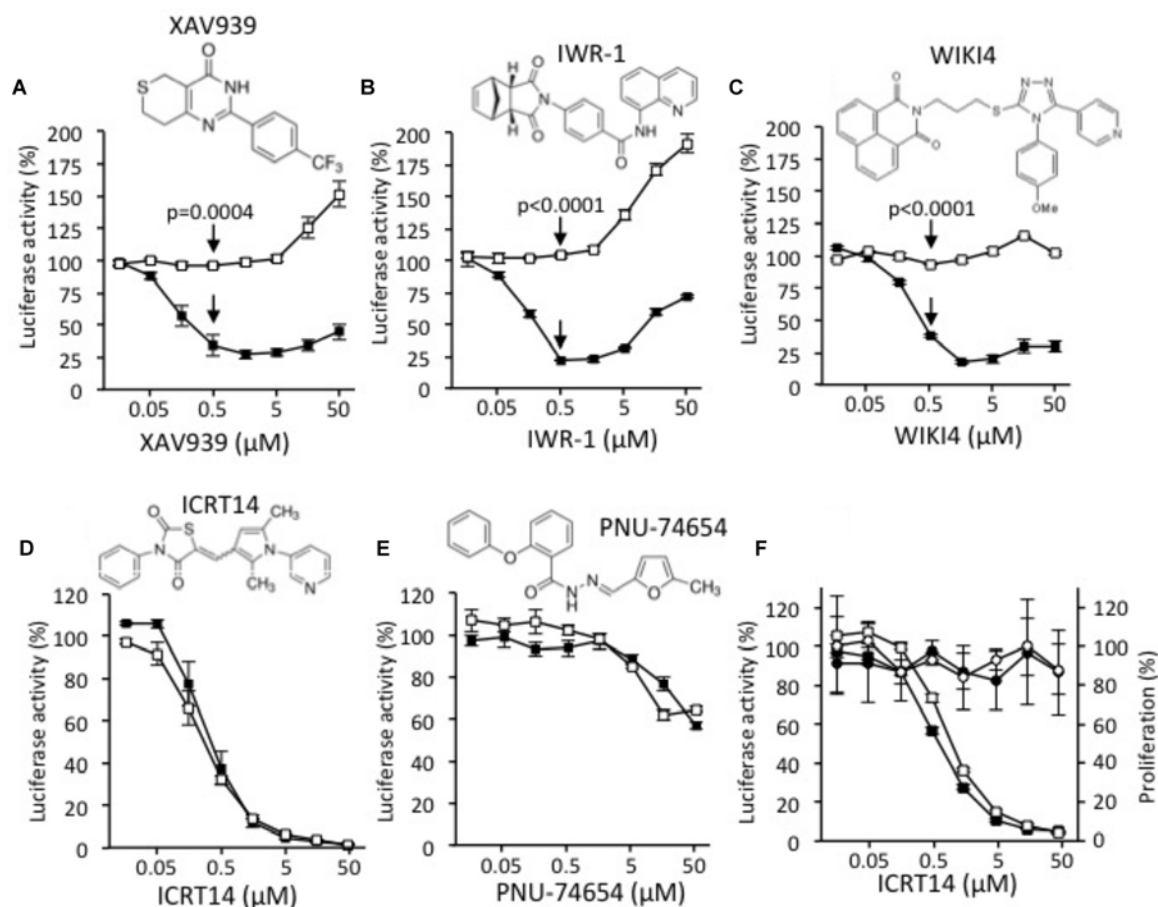 XAV939
IWR-1
WIKI4
A
B
C
O
S
NH
N
CF₃
H
O
N
H
O
O
NH
N
O
N
O
S
N
N
N
N
OMe
Luciferase activity (%)
200
175
150
125
100
75
50
25
0
p=0.0004
0.05
0.5
5
50
XAV939 (µM)
Luciferase activity (%)
200
175
150
125
100
75
50
25
0
p<0.0001
0.05
0.5
5
50
IWR-1 (µM)
Luciferase activity (%)
200
175
150
125
100
75
50
25
0
p<0.0001
0.05
0.5
5
50
WIKI4 (µM)
ICRT14
PNU-74654
D
E
F
O
S
N
O
CH₃
N
CH₃
N
O
O
N
H
N
O
CH₃
Luciferase activity (%)
120
100
80
60
40
20
0
0.05
0.5
5
50
ICRT14 (µM)
Luciferase activity (%)
120
100
80
60
40
20
0
0.05
0.5
5
50
PNU-74654 (µM)
Luciferase activity (%)
120
100
80
60
40
20
0
120
100
80
60
40
20
0
Proliferation (%)
0.05
0.5
5
50
ICRT14 (µM)